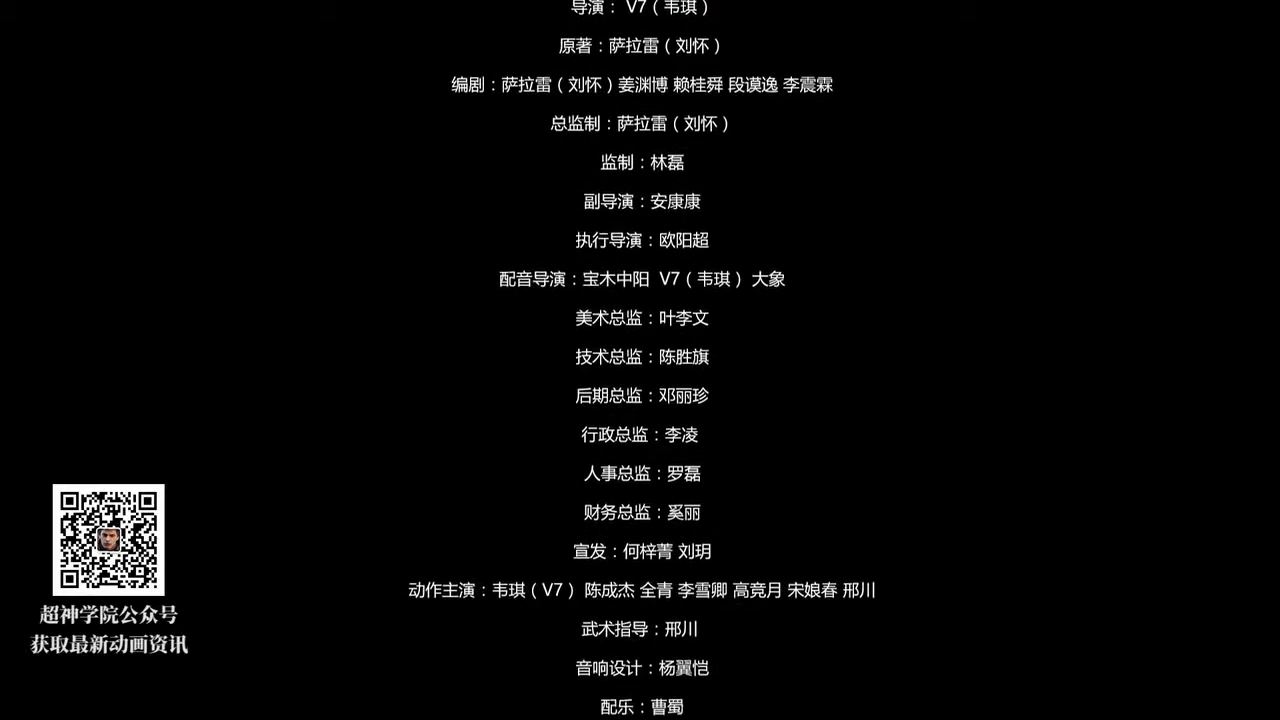 导演： V7（韦琪）
原著：萨拉雷（刘怀）
编剧：萨拉雷（刘怀）姜渊博 赖桂舜 段谟逸 李震霖
总监制：萨拉雷（刘怀）
监制：林磊
副导演：安康康
执行导演：欧阳超
配音导演：宝木中阳 V7（韦琪） 大象
美术总监：叶李文
技术总监：陈胜旗
后期总监：邓丽珍
行政总监：李凌
人事总监：罗磊
财务总监：奚丽
宣发：何梓菁 刘玥
动作主演：韦琪（V7） 陈成杰 全青 李雪卿 高竞月 宋娘春 邢川
武术指导：邢川
音响设计：杨翼恺
配乐：曹蜀
超神学院公众号
获取最新动画资讯